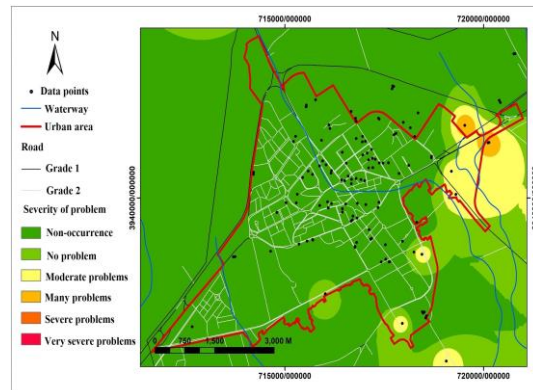 N
Data points
Waterway
Urban area
Road
Grade 1
Grade 2
Severity of problem
Non-occurrence
No problem
Moderate problems
Many problems
Severe problems
Very severe problems
715000/000000
720000/000000
3940000/000000
0 750 1,500 3,000 M
715000/000000
720000/000000